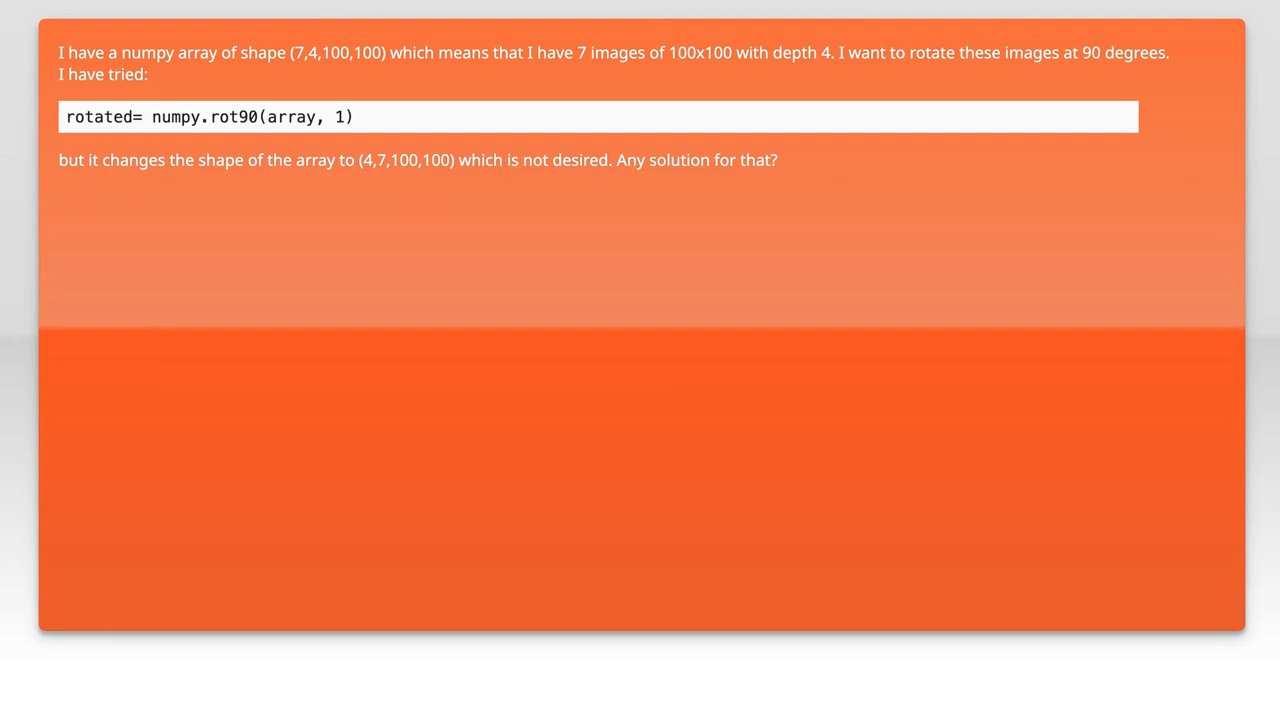 I have a numpy array of shape (7,4,100,100) which means that I have 7 images of 100x100 with depth 4. I want to rotate these images at 90 degrees.
I have tried:
rotated= numpy.rot90(array, 1)
but it changes the shape of the array to (4,7,100,100) which is not desired. Any solution for that?